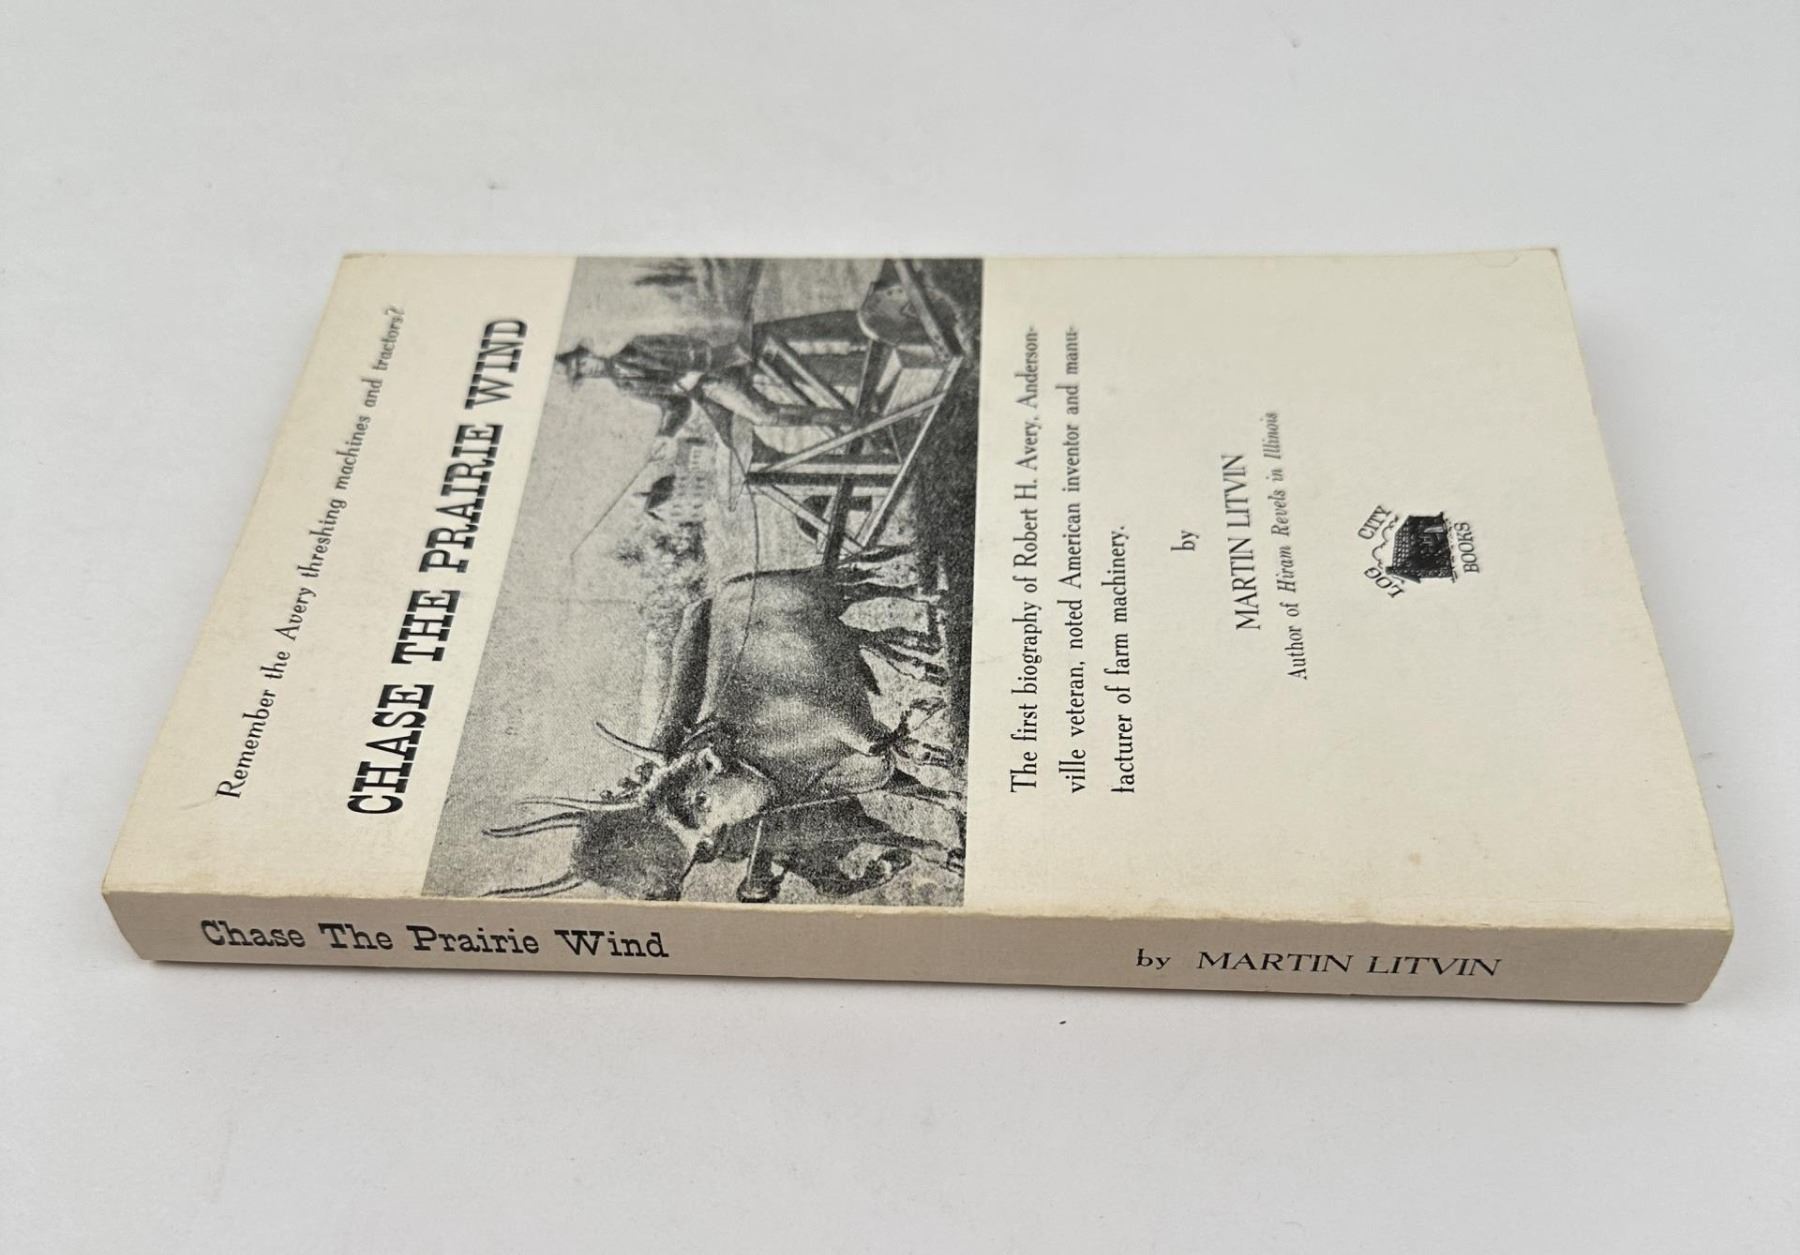 Remember the Avery threshing machines and tractors?
CHASE THE PRAIRIE WIND
The first biography of Robert H. Avery, Anderson-
ville veteran, noted American inventor and manu-
facturer of farm machinery.
by
MARTIN LITVIN
Author of Hiram Revels in Illinois
LOG CITY
BOOKS
Chase The Prairie Wind by MARTIN LITVIN